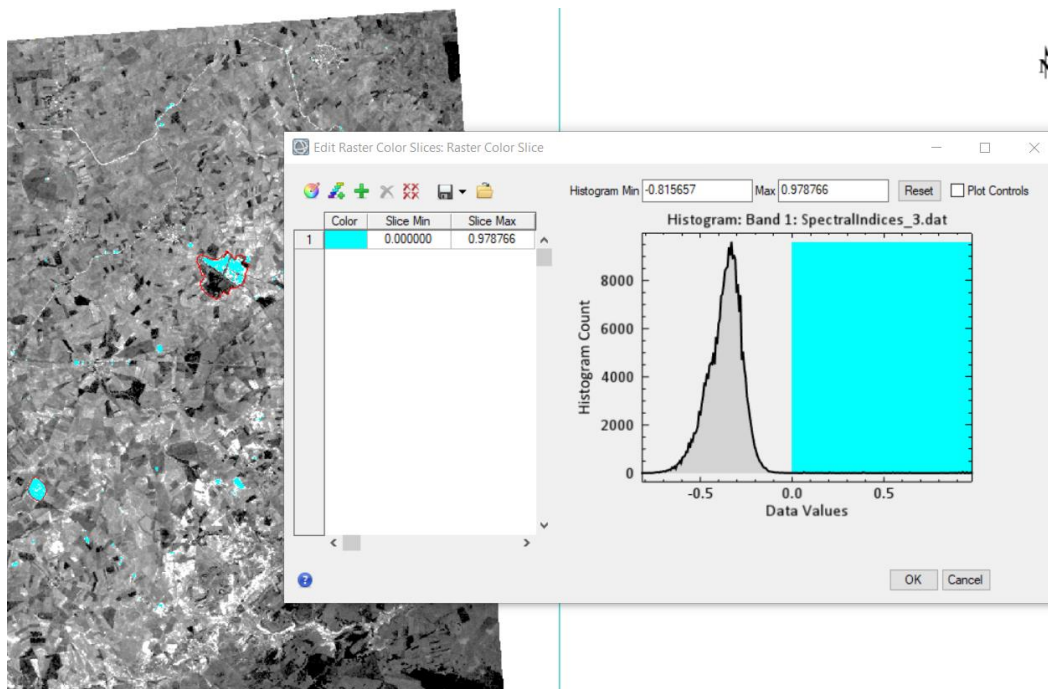 N
Edit Raster Color Slices: Raster Color Slice
Histogram Min -0.815657 Max 0.978766 Reset Plot Controls
Color Slice Min Slice Max
1 0.000000 0.978766
Histogram: Band 1: SpectralIndices_3.dat
Histogram Count
8000
6000
4000
2000
0
-0.5 0.0 0.5
Data Values
OK Cancel